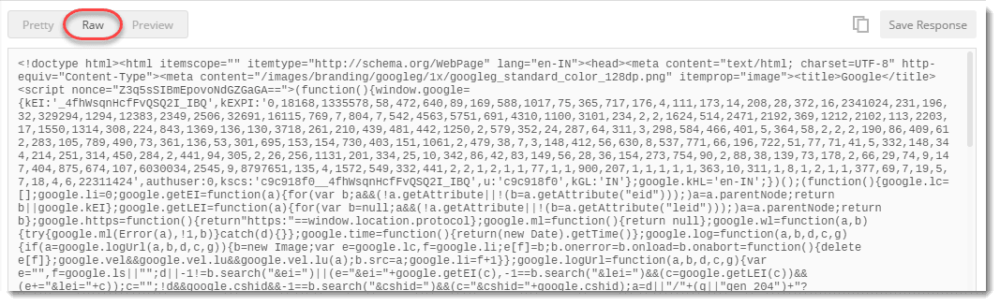 Pretty Raw Preview Save Response
<!doctype html><html itemscope="" itemtype="http://schema.org/WebPage" lang="en-IN"><head><meta content="text/html; charset=UTF-8" http-
equiv="Content-Type"><meta content="/images/branding/googleg/1x/googleg_standard_color_128dp.png" itemprop="image"><title>Google</title>
<script nonce="Z3q5sSIBmEpovoNdGZGaGA==">(function(){window.google=
{kEI:'_4fhWsqnHcfFvQSQ2I_IBQ',kEXPI:'0,18168,1335578,58,472,640,89,169,588,1017,75,365,717,176,4,111,173,14,208,28,372,16,2341024,231,196,
32,329294,1294,12383,2349,2506,32691,16115,769,7,804,7,542,4563,5751,691,4310,1100,3101,234,2,2,1624,514,2471,2192,369,1212,2102,113,2203,
17,1550,1314,308,224,843,1369,136,130,3718,261,210,439,481,442,1250,2,579,352,24,287,64,311,3,298,584,466,401,5,364,58,2,2,2,190,86,409,61
2,283,105,789,490,73,361,136,53,301,695,153,154,730,403,151,1061,2,479,38,7,3,148,412,56,630,8,537,771,66,196,722,51,77,71,41,5,332,148,34
4,214,251,314,450,284,2,441,94,305,2,26,256,1131,201,334,25,10,342,86,42,83,149,56,28,36,154,273,754,90,2,88,38,139,73,178,2,66,29,74,9,14
7,404,875,674,107,6030034,2545,9,8797651,135,4,1572,549,332,441,2,2,1,2,1,1,77,1,1,900,207,1,1,1,1,1,363,10,311,1,8,1,2,1,1,377,69,7,19,5,
7,18,4,6,22311424',authuser:0,kscs:'c9c918f0__4fhWsqnHcfFvQSQ2I_IBQ',u:'c9c918f0',kGL:'IN'};google.kHL='en-IN';})();(function(){google.lc=
[];google.li=0;google.getEI=function(a){for(var b;a&&(!a.getAttribute||!(b=a.getAttribute("eid")));)a=a.parentNode;return
b||google.kEI};google.getLEI=function(a){for(var b=null;a&&(!a.getAttribute||!(b=a.getAttribute("leid")));)a=a.parentNode;return
b};google.https=function(){return"https:"==window.location.protocol};google.ml=function(){return null};google.wl=function(a,b)
{try{google.ml(Error(a),!1,b)}catch(d){}};google.time=function(){return(new Date).getTime()};google.log=function(a,b,d,c,g)
{if(a=google.logUrl(a,b,d,c,g)){b=new Image;var e=google.lc,f=google.li;e[f]=b;b.onerror=b.onload=b.onabort=function(){delete
e[f]};google.vel&&google.vel.lu&&google.vel.lu(a);b.src=a;google.li=f+1}};google.logUrl=function(a,b,d,c,g){var
e="",f=google.ls||"";d||-1!=b.search("&ei=")||(e="&ei="+google.getEI(c),-1==b.search("&lei=")&&(c=google.getLEI(c))&&
(e+="&lei="+c));c="";!d&&google.cshid&&-1==b.search("&cshid=")&&(c="&cshid="+google.cshid);a=d||"/"+(g||"gen_204")+"?